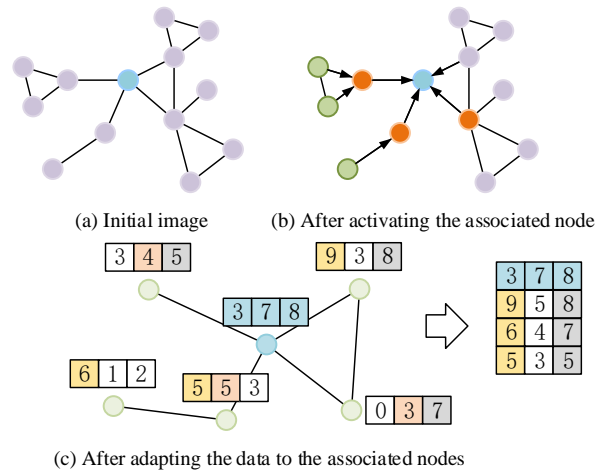 (a) Initial image
(b) After activating the associated node
3 4 5
9 3 8
3 7 8
6 1 2
5 5 3
0 3 7
3 7 8
9 5 8
6 4 7
5 3 5
(c) After adapting the data to the associated nodes